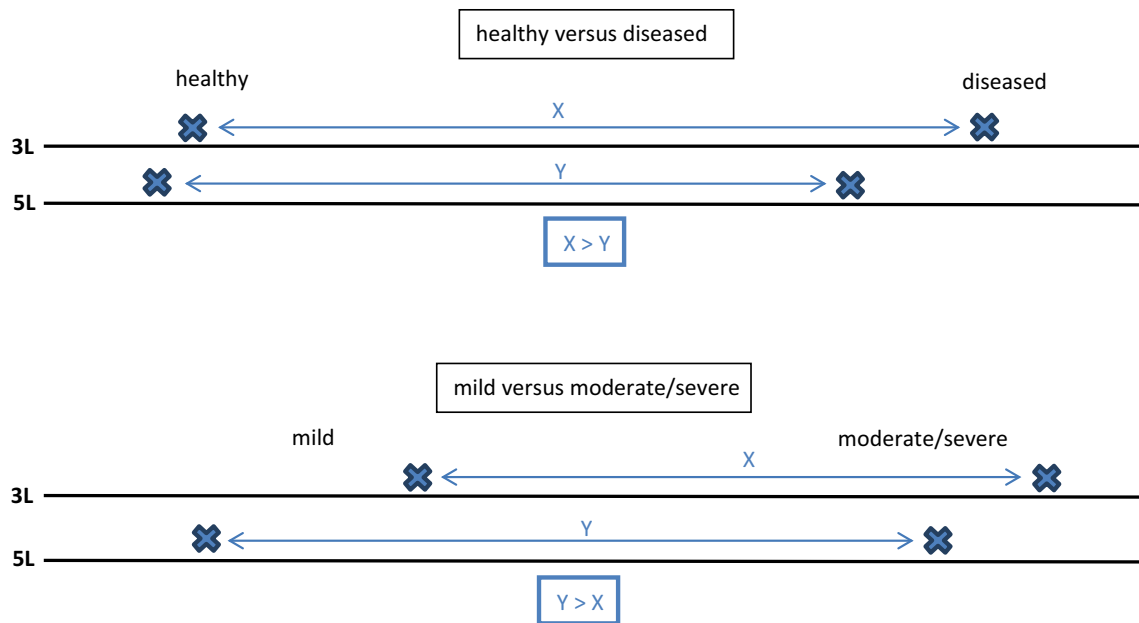 healthy versus diseased
healthy
diseased
X
3L
Y
5L
X > Y
mild versus moderate/severe
mild
moderate/severe
X
3L
Y
5L
Y > X